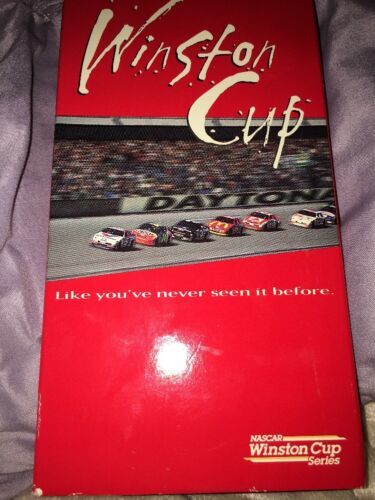 Winston
Cup
DAYTONA
Like you've never seen it before.
NASCAR
Winston Cup
Series